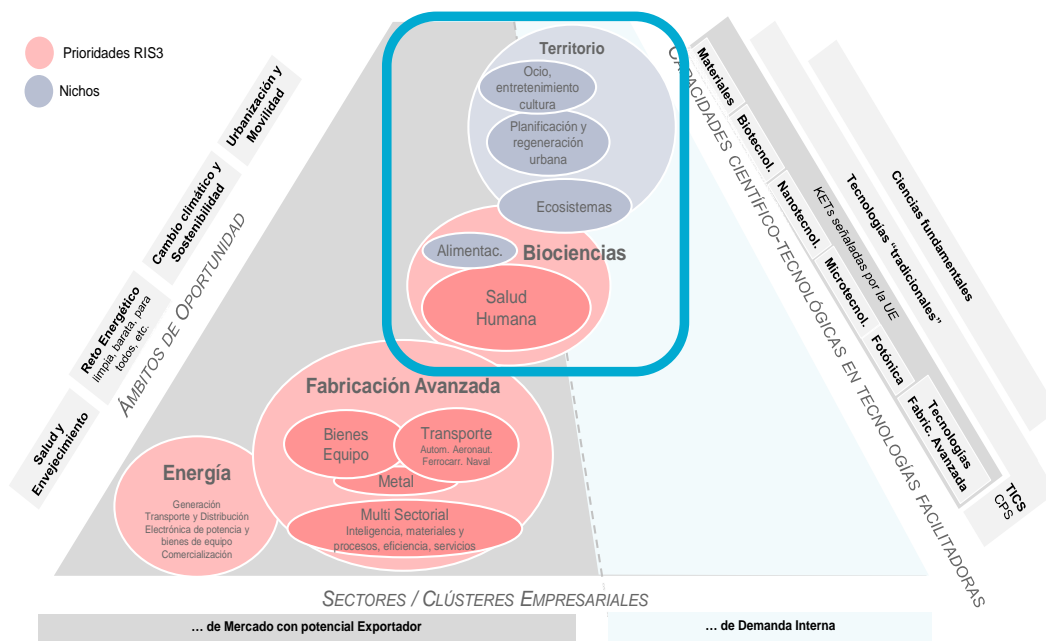 Prioridades RIS3
Nichos
Urbanización y
Movilidad
Cambio climático y
Sostenibilidad
Reto Energético
limpia, barata, para
todos, etc.
Salud y
Envejecimiento
ÁMBITOS DE OPORTUNIDAD
Territorio
Ocio,
entretenimiento
cultura
Planificación y
regeneración
urbana
Ecosistemas
Alimentac.
Biociencias
Salud
Humana
Fabricación Avanzada
Bienes
Equipo
Transporte
Autom. Aeronaut.
Ferrocarr. Naval
Metal
Multi Sectorial
Inteligencia, materiales y
procesos, eficiencia, servicios
Energía
Generación
Transporte y Distribución
Electrónica de potencia y
bienes de equipo
Comercialización
CAPACIDADES CIENTÍFICO-TECNOLÓGICAS EN TECNOLOGÍAS FACILITADORAS
Materiales
Biotecnol.
Nanotecnol.
Microtecnol.
Fotónica
Tecnologías
Fabric. Avanzada
KETs señaladas por la UE
Tecnologías
"tradicionales"
Ciencias fundamentales
TICS
CPS
SECTORES / CLÚSTERES EMPRESARIALES
... de Mercado con potencial Exportador
... de Demanda Interna